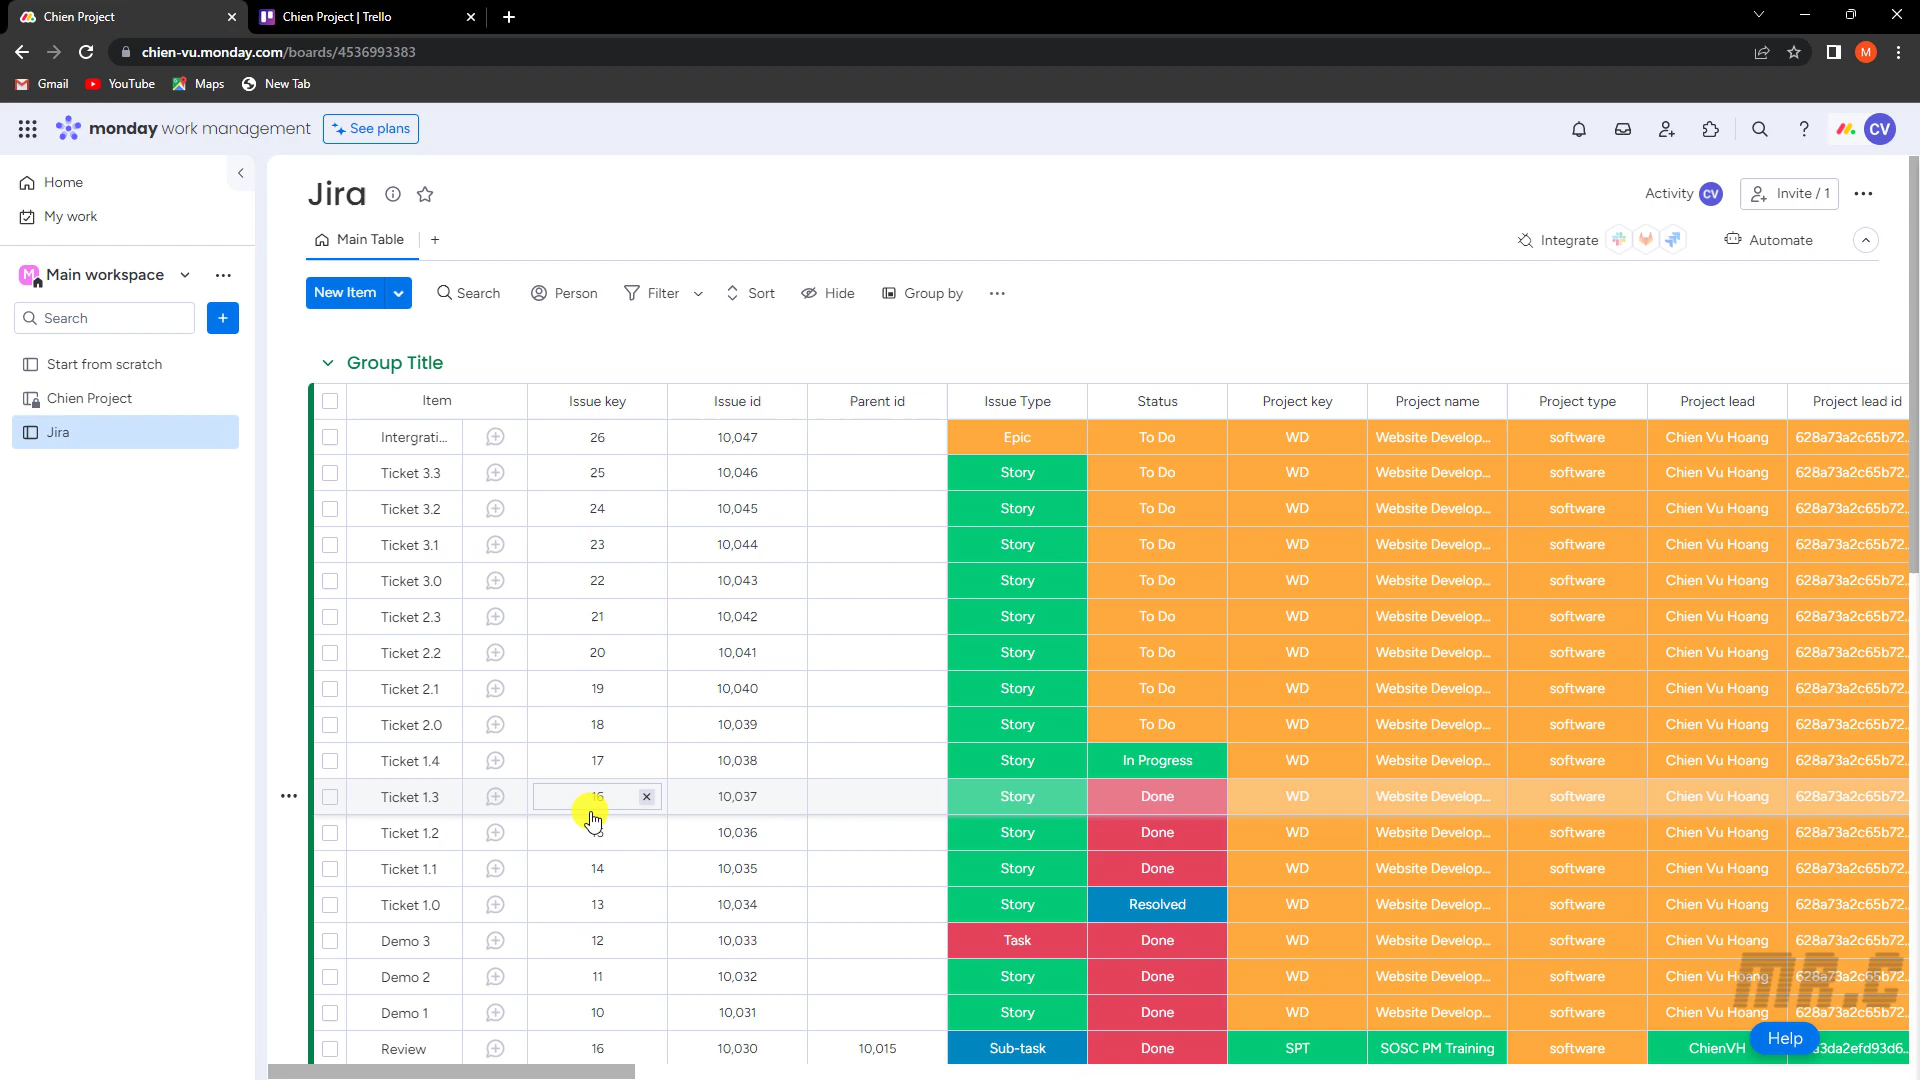 Chien Project
Chien Project | Trello
chien-vu.monday.com/boards/4536993383
M
Gmail
YouTube
Maps
New Tab
monday work management
See plans
CV
Home
My work
M
Main workspace
Search
Start from scratch
Chien Project
Jira
Jira
Activity
CV
Invite / 1
Main Table
Integrate
Automate
New Item
Search
Person
Filter
Sort
Hide
Group by
Group Title
Item Issue key Issue id Parent id Issue Type Status Project key Project name Project type Project lead Project lead id
Intergrati... 26 10,047 Epic To Do WD Website Develop... software Chien Vu Hoang 628a73a2c65b72...
Ticket 3.3 25 10,046 Story To Do WD Website Develop... software Chien Vu Hoang 628a73a2c65b72...
Ticket 3.2 24 10,045 Story To Do WD Website Develop... software Chien Vu Hoang 628a73a2c65b72...
Ticket 3.1 23 10,044 Story To Do WD Website Develop... software Chien Vu Hoang 628a73a2c65b72...
Ticket 3.0 22 10,043 Story To Do WD Website Develop... software Chien Vu Hoang 628a73a2c65b72...
Ticket 2.3 21 10,042 Story To Do WD Website Develop... software Chien Vu Hoang 628a73a2c65b72...
Ticket 2.2 20 10,041 Story To Do WD Website Develop... software Chien Vu Hoang 628a73a2c65b72...
Ticket 2.1 19 10,040 Story To Do WD Website Develop... software Chien Vu Hoang 628a73a2c65b72...
Ticket 2.0 18 10,039 Story To Do WD Website Develop... software Chien Vu Hoang 628a73a2c65b72...
Ticket 1.4 17 10,038 Story In Progress WD Website Develop... software Chien Vu Hoang 628a73a2c65b72...
Ticket 1.3 16 10,037 Story Done WD Website Develop... software Chien Vu Hoang 628a73a2c65b72...
Ticket 1.2 10,036 Story Done WD Website Develop... software Chien Vu Hoang 628a73a2c65b72...
Ticket 1.1 14 10,035 Story Done WD Website Develop... software Chien Vu Hoang 628a73a2c65b72...
Ticket 1.0 13 10,034 Story Resolved WD Website Develop... software Chien Vu Hoang 628a73a2c65b72...
Demo 3 12 10,033 Task Done WD Website Develop... software Chien Vu Hoang 628a73a2c65b72...
Demo 2 11 10,032 Story Done WD Website Develop... software Chien Vu Hoang 628a73a2c65b72...
Demo 1 10 10,031 Story Done WD Website Develop... software Chien Vu Hoang 628a73a2c65b72...
Review 16 10,030 10,015 Sub-task Done SPT SOSC PM Training software ChienVH 3da2efd93d6...
MR.C
Help